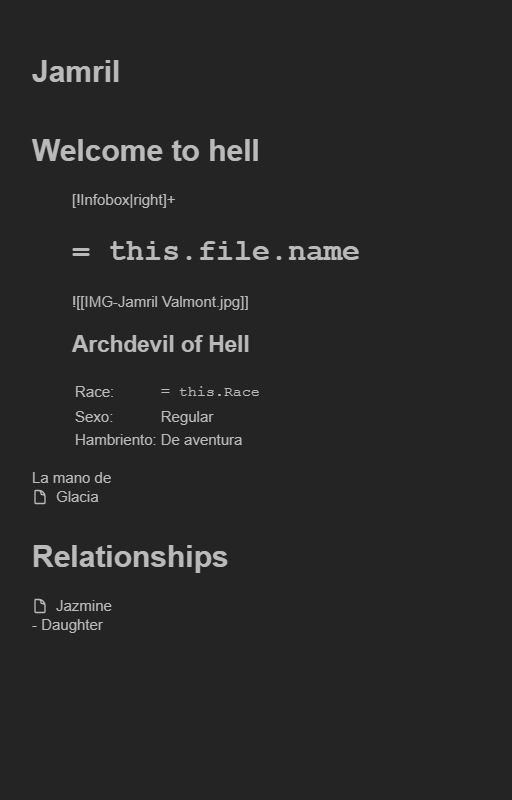 Jamril
Welcome to hell
[!Infobox|right]+
= this.file.name
![[IMG-Jamril Valmont.jpg]]
Archdevil of Hell
Race: = this.Race
Sexo: Regular
Hambriento: De aventura
La mano de
Glacia
Relationships
Jazmine
- Daughter